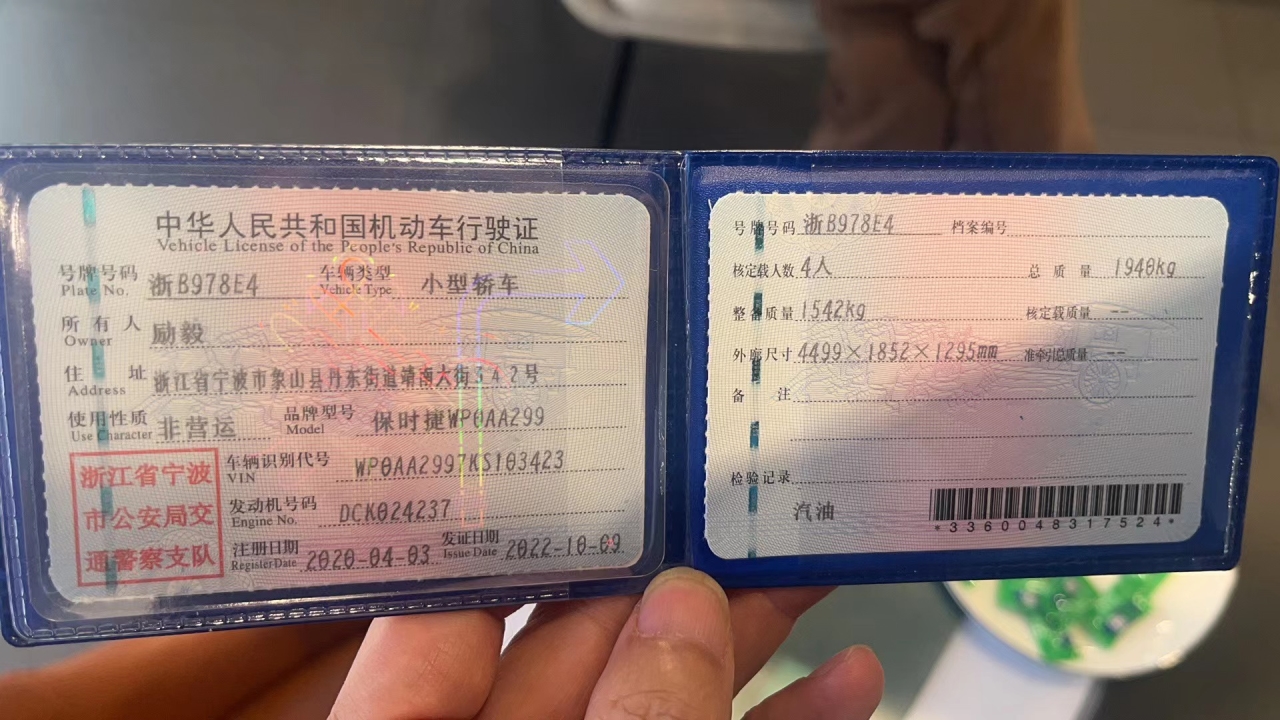 中华人民共和国机动车行驶证
Vehicle License of the People's Republic of China
号牌号码 浙B978E4 车辆类型 小型轿车
Plate No. Vehicle Type
所有人 励毅
Owner
住址 浙江省宁波市象山县丹东街道靖南大街342号
Address
使用性质 非营运 品牌型号 保时捷WP0AA299
Use Character Model
浙江省宁波
市公安局交
通警察支队
车辆识别代号 WP0AA2997KS103423
VIN
发动机号码 DCK024237
Engine No.
注册日期 2020-04-03 发证日期 2022-10-09
Register Date Issue Date
号牌号码 浙B978E4 档案编号
核定载人数 4人 总质量 1940kg
整备质量 1542kg 核定载质量 --
外廓尺寸 4499×1852×1295mm 准牵引总质量 --
备注
检验记录
汽油
*3360048317524*